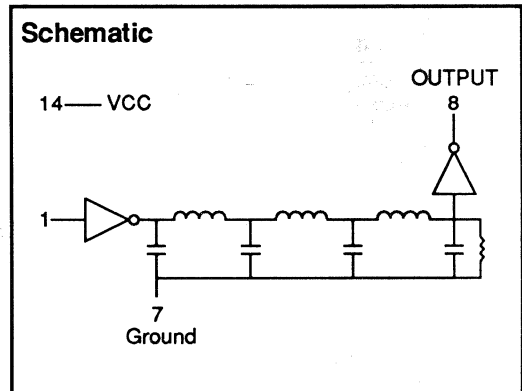 Schematic
OUTPUT
8
14 VCC
1
7
Ground